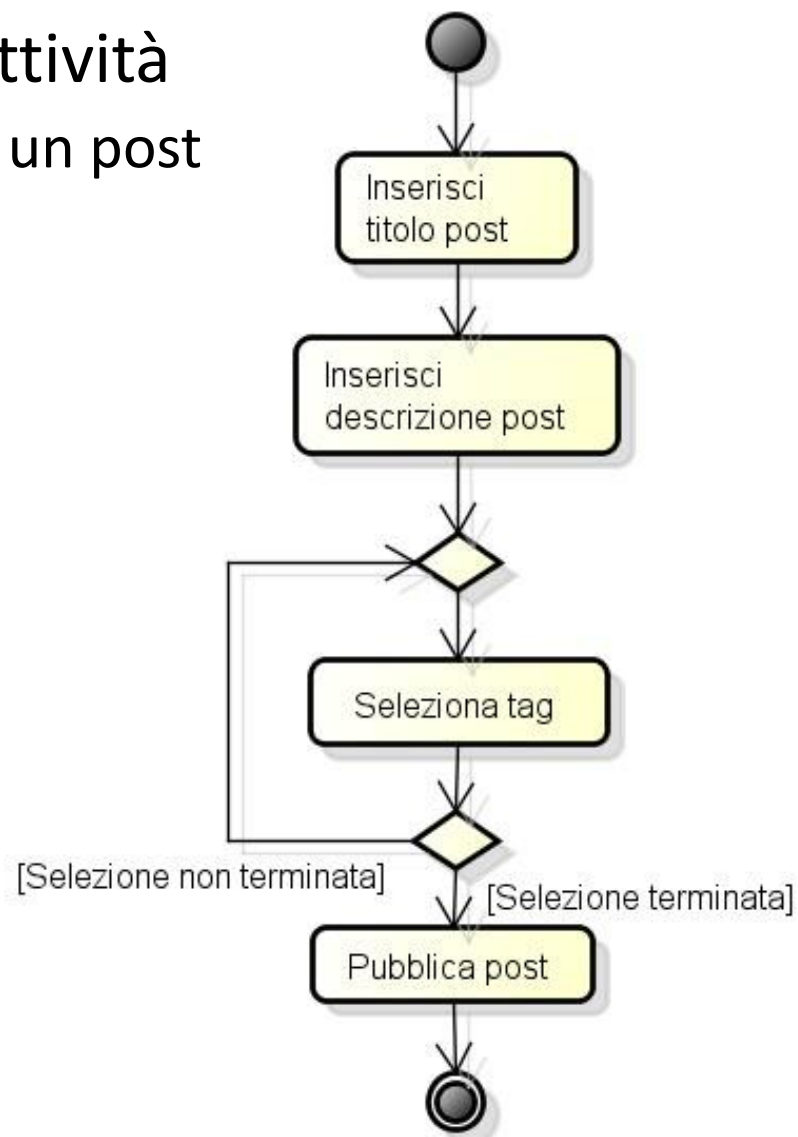 ttività
un post
Inserisci
titolo post
Inserisci
descrizione post
Seleziona tag
[Selezione non terminata]
[Selezione terminata]
Pubblica post